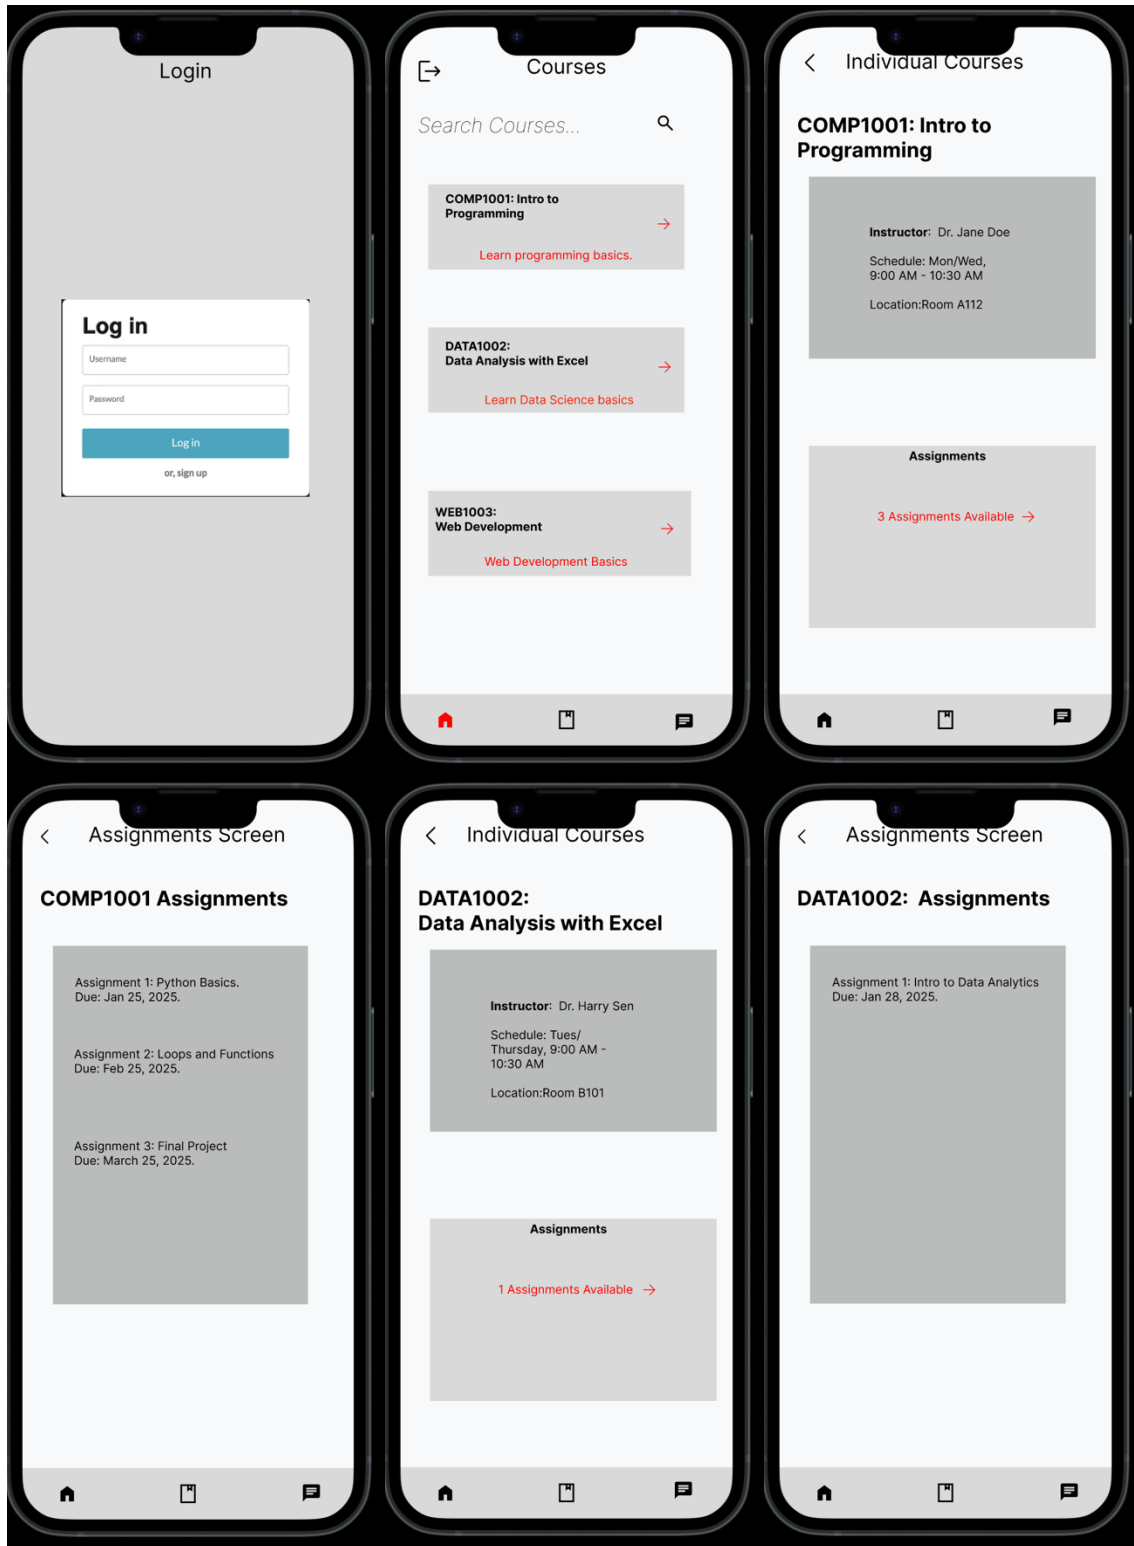 Login
Log in
Username
Password
Log in
or, sign up
Courses
Search Courses...
COMP1001: Intro to
Programming
Learn programming basics.
DATA1002:
Data Analysis with Excel
Learn Data Science basics
WEB1003:
Web Development
Web Development Basics
Individual Courses
COMP1001: Intro to
Programming
Instructor: Dr. Jane Doe
Schedule: Mon/Wed,
9:00 AM - 10:30 AM
Location:Room A112
Assignments
3 Assignments Available
Assignments Screen
COMP1001 Assignments
Assignment 1: Python Basics.
Due: Jan 25, 2025.
Assignment 2: Loops and Functions
Due: Feb 25, 2025.
Assignment 3: Final Project
Due: March 25, 2025.
Individual Courses
DATA1002:
Data Analysis with Excel
Instructor: Dr. Harry Sen
Schedule: Tues/
Thursday, 9:00 AM -
10:30 AM
Location:Room B101
Assignments
1 Assignments Available
Assignments Screen
DATA1002: Assignments
Assignment 1: Intro to Data Analytics
Due: Jan 28, 2025.